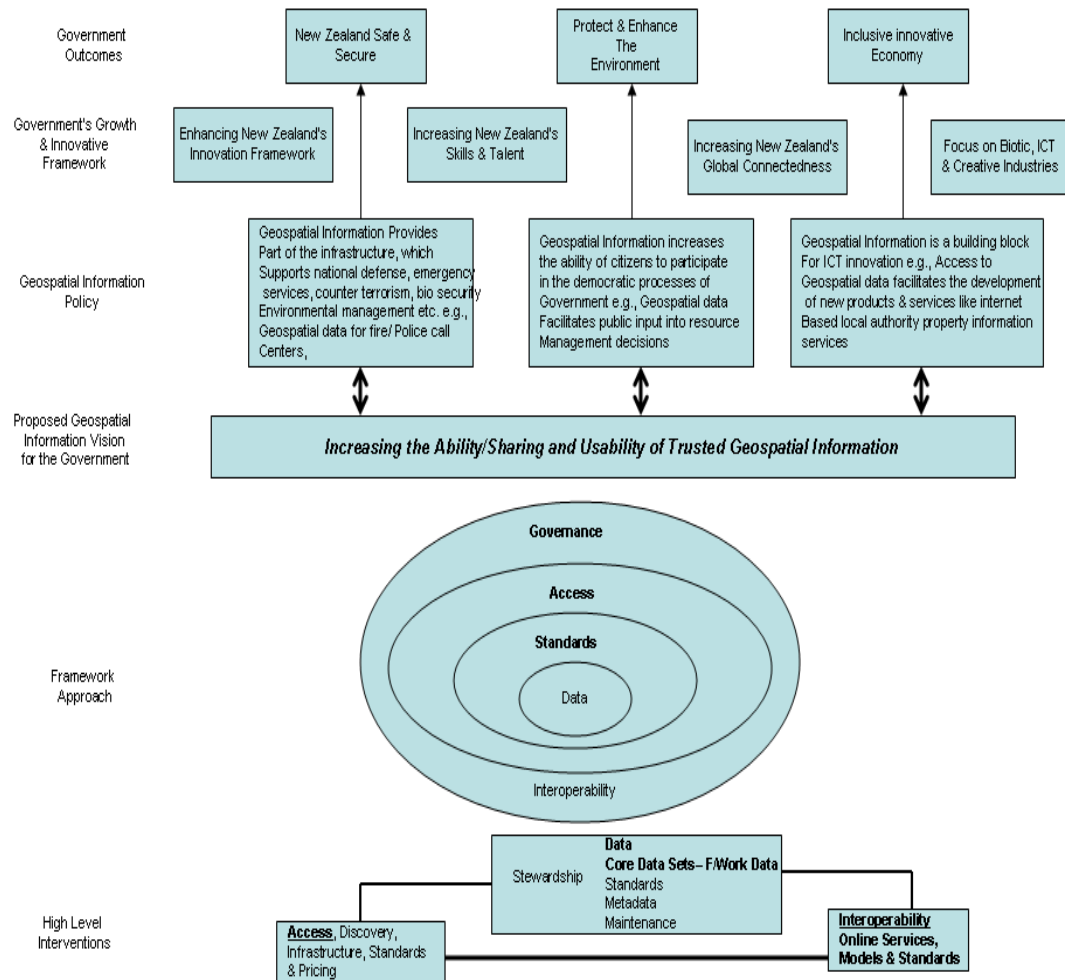 Government
Outcomes
New Zealand Safe &
Secure
Protect & Enhance
The
Environment
Inclusive innovative
Economy
Government's Growth
& Innovative
Framework
Enhancing New Zealand's
Innovation Framework
Increasing New Zealand's
Skills & Talent
Increasing New Zealand's
Global Connectedness
Focus on Biotic, ICT
& Creative Industries
Geospatial Information
Policy
Geospatial Information Provides
Part of the infrastructure, which
Supports national defense, emergency
services, counter terrorism, bio security
Environmental management etc. e.g.,
Geospatial data for fire/ Police call
Centers,
Geospatial Information increases
the ability of citizens to participate
in the democratic processes of
Government e.g., Geospatial data
Facilitates public input into resource
Management decisions
Geospatial Information is a building block
For ICT innovation e.g., Access to
Geospatial data facilitates the development
of new products & services like internet
Based local authority property information
services
Proposed Geospatial
Information Vision
for the Government
Increasing the Ability/Sharing and Usability of Trusted Geospatial Information
Framework
Approach
Governance
Access
Standards
Data
Interoperability
High Level
Interventions
Stewardship
Data
Core Data Sets– F/Work Data
Standards
Metadata
Maintenance
Access, Discovery,
Infrastructure, Standards
& Pricing
Interoperability
Online Services,
Models & Standards